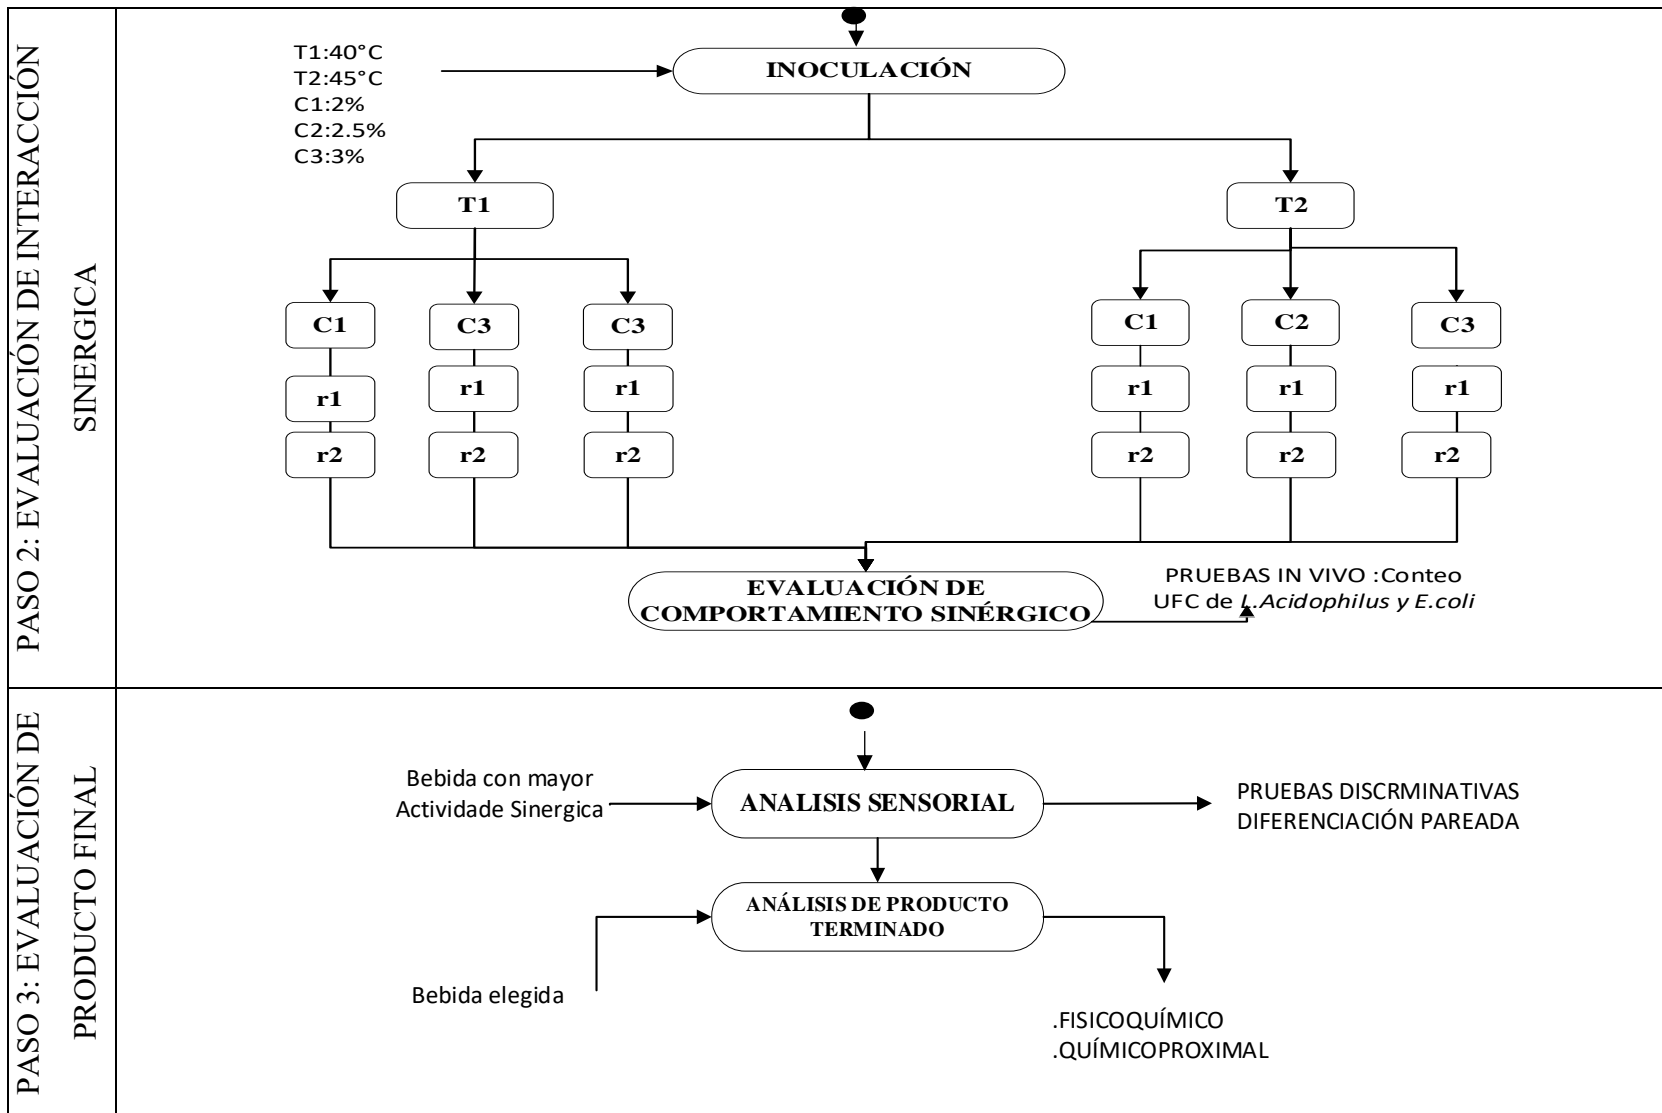 PASO 2: EVALUACIÓN DE INTERACCIÓN
SINERGICA
T1:40°C
T2:45°C
C1:2%
C2:2.5%
C3:3%
INOCULACIÓN
T1
T2
C1
C3
C3
C1
C2
C3
r1
r1
r1
r1
r1
r1
r2
r2
r2
r2
r2
r2
EVALUACIÓN DE
COMPORTAMIENTO SINÉRGICO
PRUEBAS IN VIVO :Conteo
UFC de L.Acidophilus y E.coli
PASO 3: EVALUACIÓN DE
PRODUCTO FINAL
Bebida con mayor
Actividade Sinergica
ANALISIS SENSORIAL
PRUEBAS DISCRMINATIVAS
DIFERENCIACIÓN PAREADA
ANÁLISIS DE PRODUCTO
TERMINADO
Bebida elegida
.FISICOQUÍMICO
.QUÍMICOPROXIMAL